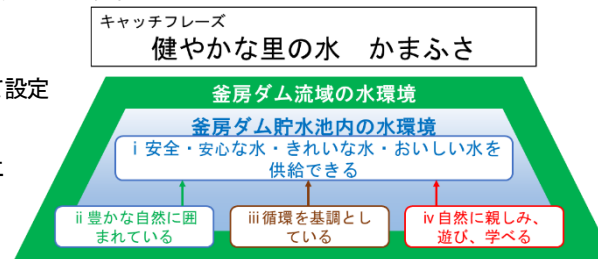 キャッチフレーズ
健やかな里の水　かまふさ
設定
釜房ダム流域の水環境
釜房ダム貯水池内の水環境
ⅰ安全・安心な水・きれいな水・おいしい水を
供給できる
ⅱ豊かな自然に囲
まれている
ⅲ循環を基調とし
ている
ⅳ自然に親しみ、
遊び、学べる